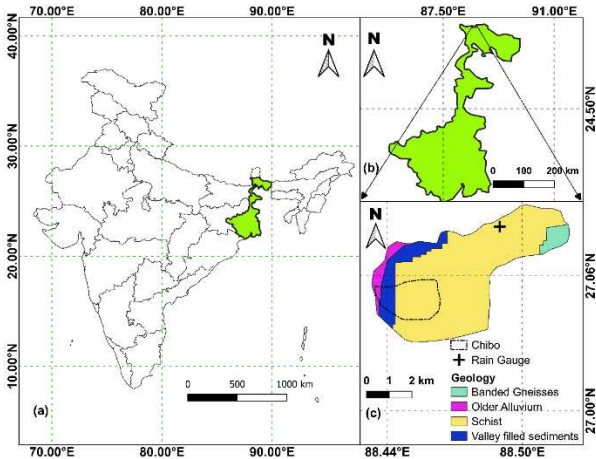 70.00°E 80.00°E 90.00°E
40.00°N
30.00°N
20.00°N
10.00°N
N
0 500 1000 km
(a)
70.00°E 80.00°E 90.00°E
87.50°E 91.00°E
N
24.50°N
0 100 200 km
(b)
N
27.06°N
Chibo
Rain Gauge
Geology
Banded Gneisses
Older Alluvium
Schist
Valley filled sediments
0 1 2 km
(c)
27.00°N
88.44°E 88.50°E